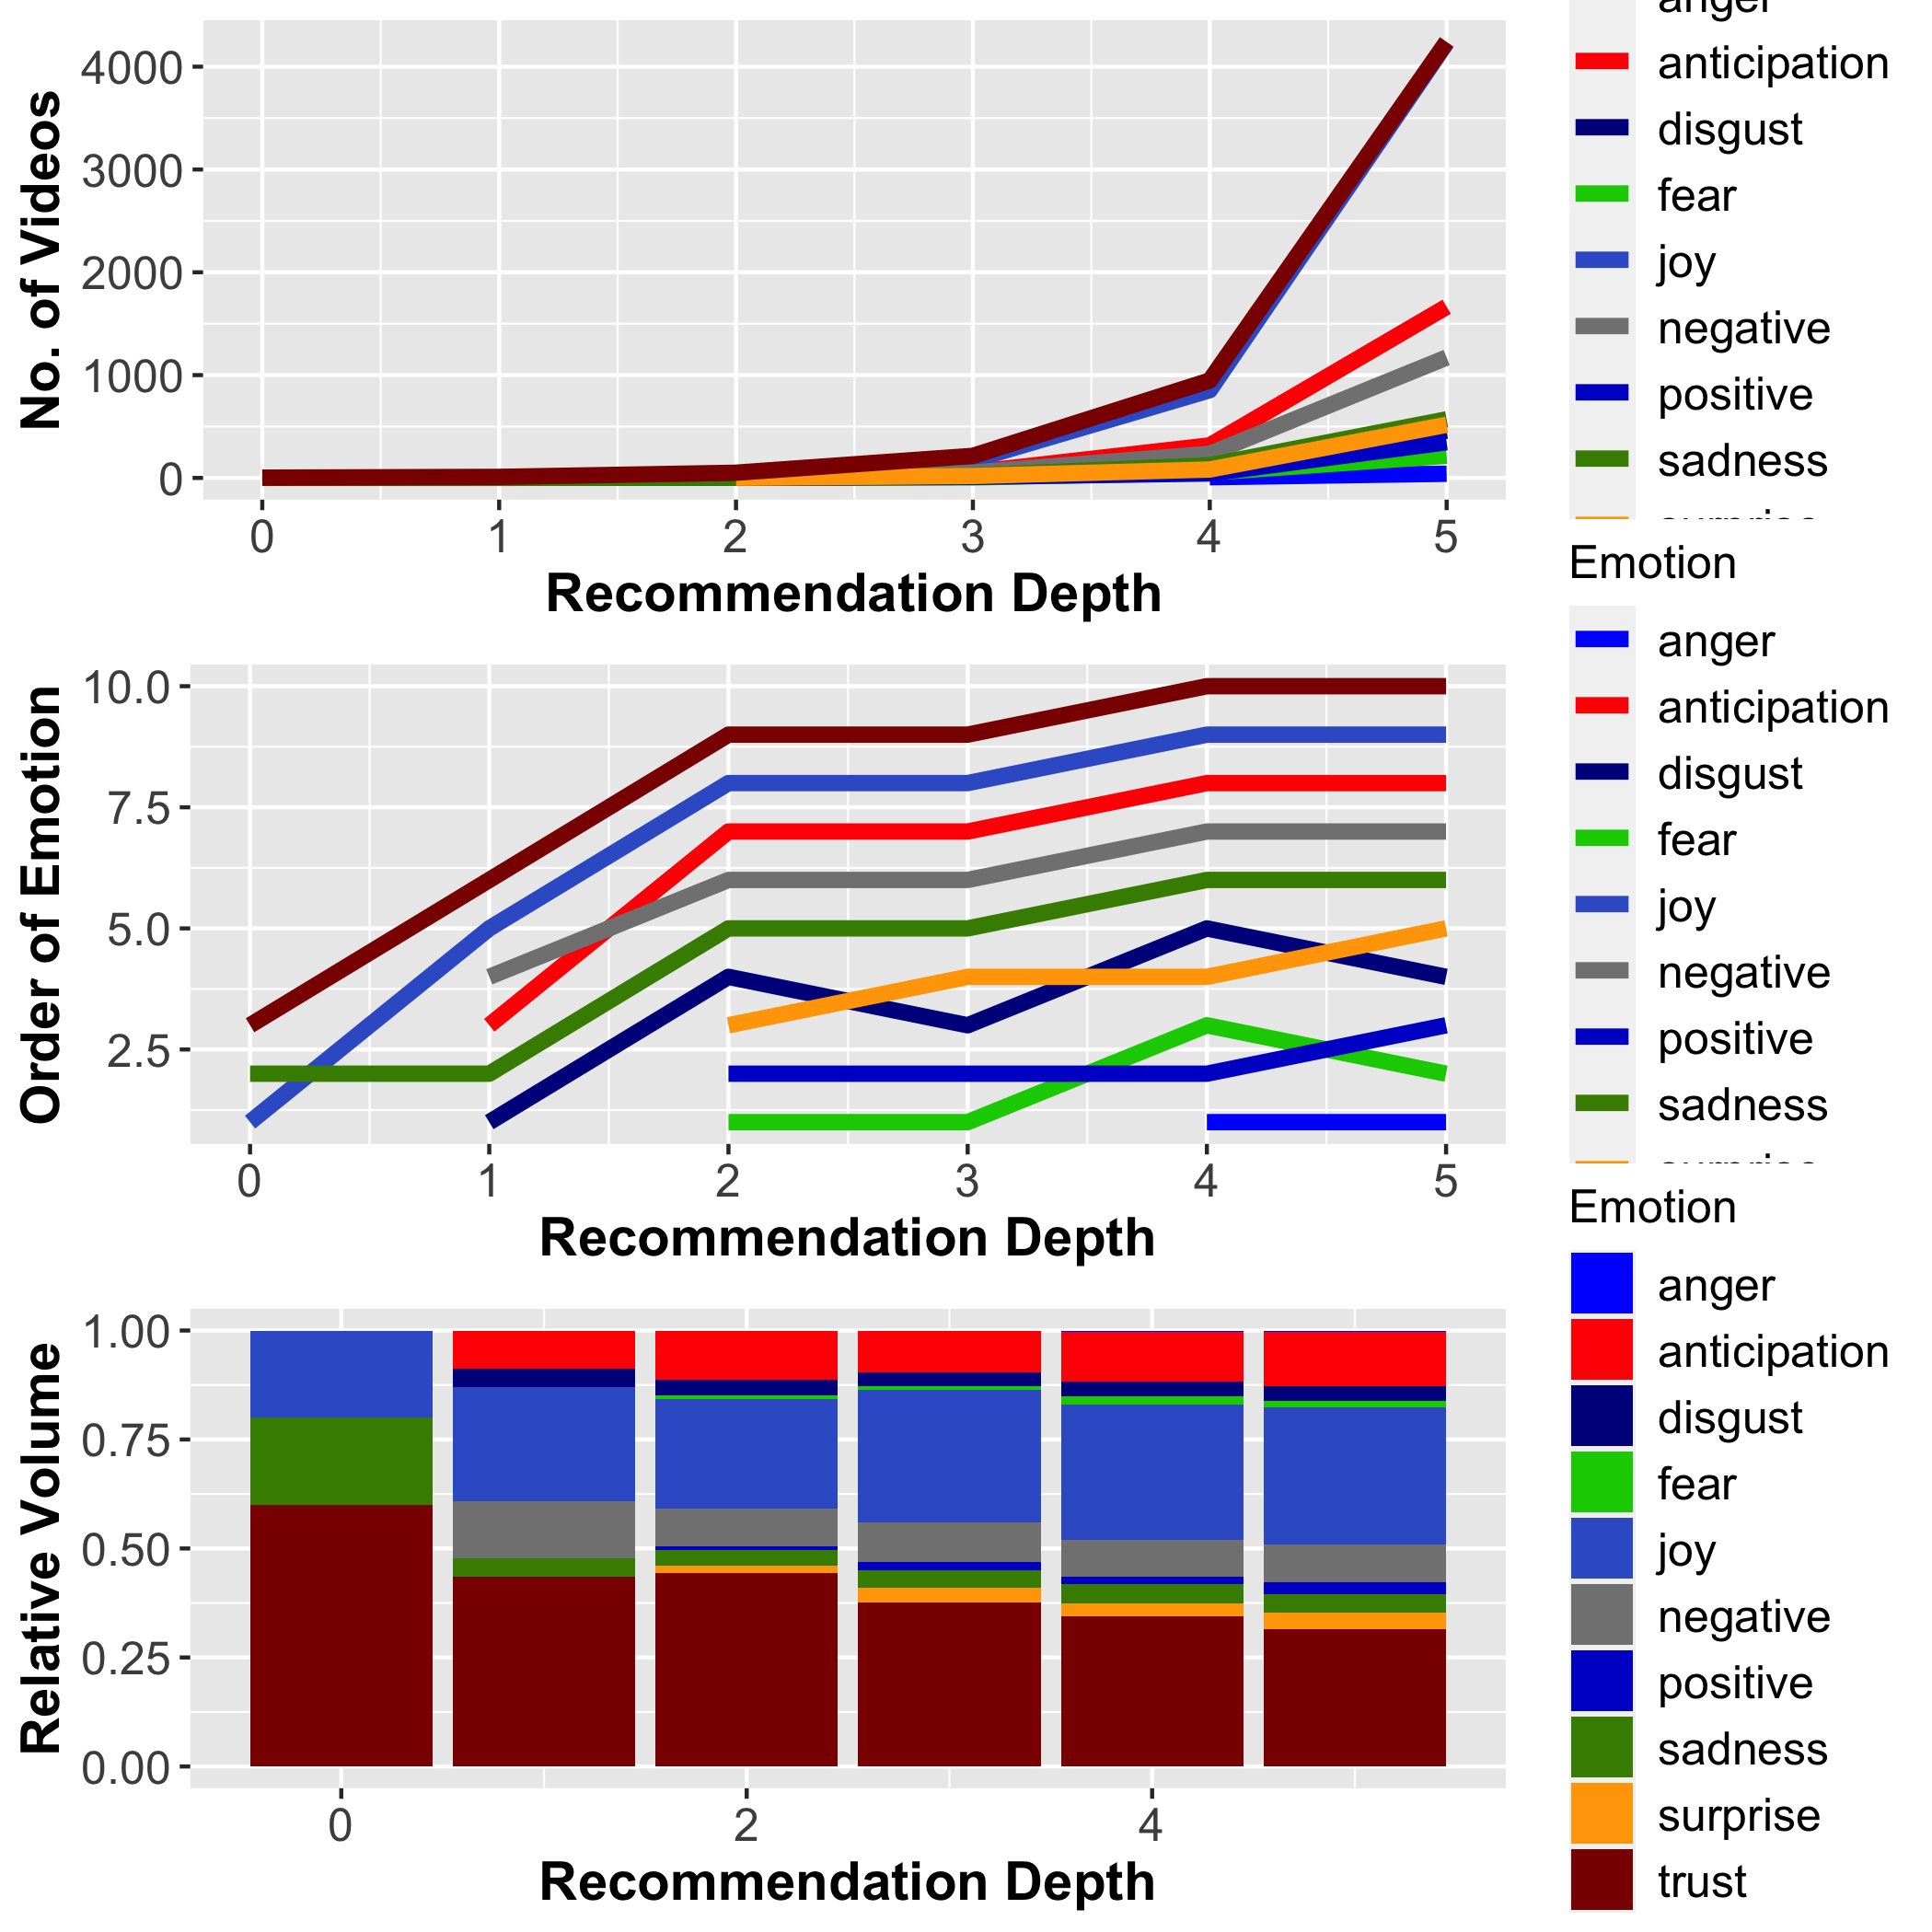 No. of Videos
4000
3000
2000
1000
0
0 1 2 3 4 5
Recommendation Depth
anger
anticipation
disgust
fear
joy
negative
positive
sadness
surprise
Order of Emotion
10.0
7.5
5.0
2.5
0 1 2 3 4 5
Recommendation Depth
Emotion
anger
anticipation
disgust
fear
joy
negative
positive
sadness
surprise
Relative Volume
1.00
0.75
0.50
0.25
0.00
0 2 4
Recommendation Depth
Emotion
anger
anticipation
disgust
fear
joy
negative
positive
sadness
surprise
trust